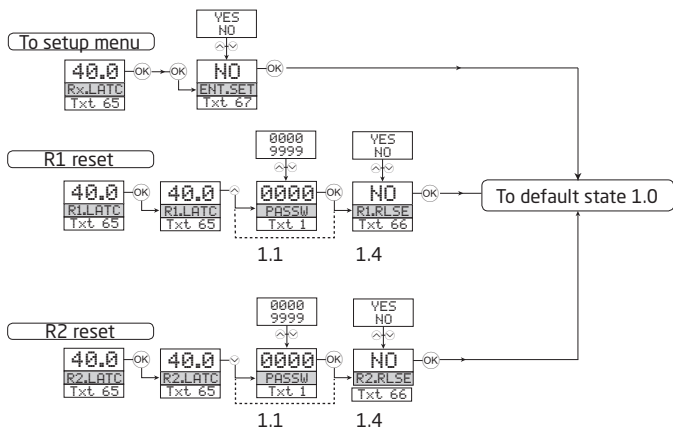 YES
NO
To setup menu
40.0 OK OK NO OK
Rx.LATC ENT.SET
Txt 65 Txt 67
0000 YES
9999 NO
R1 reset
To default state 1.0
40.0 OK 40.0 0000 OK NO OK
R1.LATC R1.LATC PASSW R1.RLSE
Txt 65 Txt 65 Txt 1 Txt 66
1.1 1.4
0000 YES
9999 NO
R2 reset
40.0 OK 40.0 0000 OK NO OK
R2.LATC R2.LATC PASSW R2.RLSE
Txt 65 Txt 65 Txt 1 Txt 66
1.1 1.4